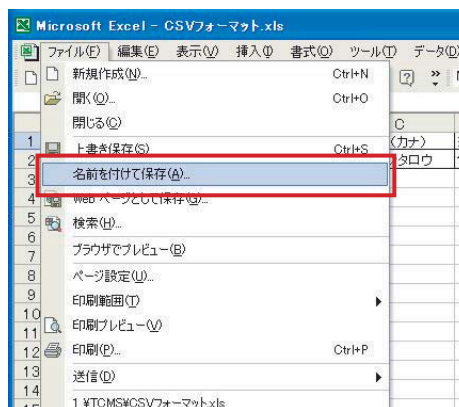 Microsoft Excel - CSVフォーマット.xls
ファイル(F) 編集(E) 表示(V) 挿入(I) 書式(O) ツール(T) データ(D)
新規作成(N)... Ctrl+N
開く(O)... Ctrl+O
閉じる(C)
C
1 上書き保存(S) Ctrl+S (カナ)
2 名前を付けて保存(A)... タロウ
3
4 Web ページとして保存(G)...
5 検索(H)...
6
7 ブラウザでプレビュー(B)
8 ページ設定(U)...
9 印刷範囲(T)
10
11 印刷プレビュー(V)
12 印刷(P)... Ctrl+P
13 送信(D)
14
1 ¥TCMS¥CSVフォーマット.xls